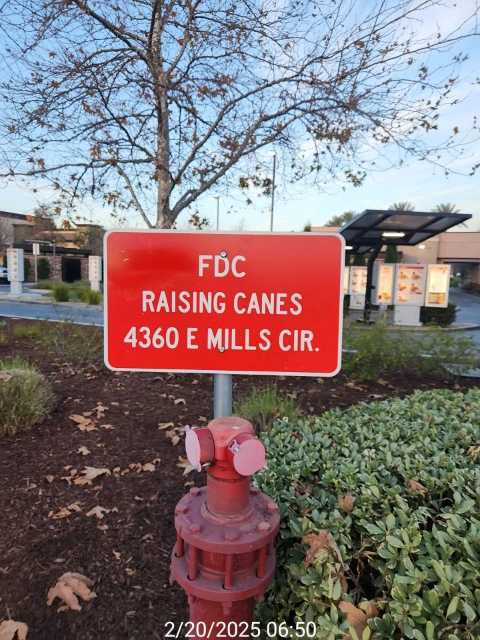 FDC
RAISING CANES
4360 E MILLS CIR.
2/20/2025 06:50